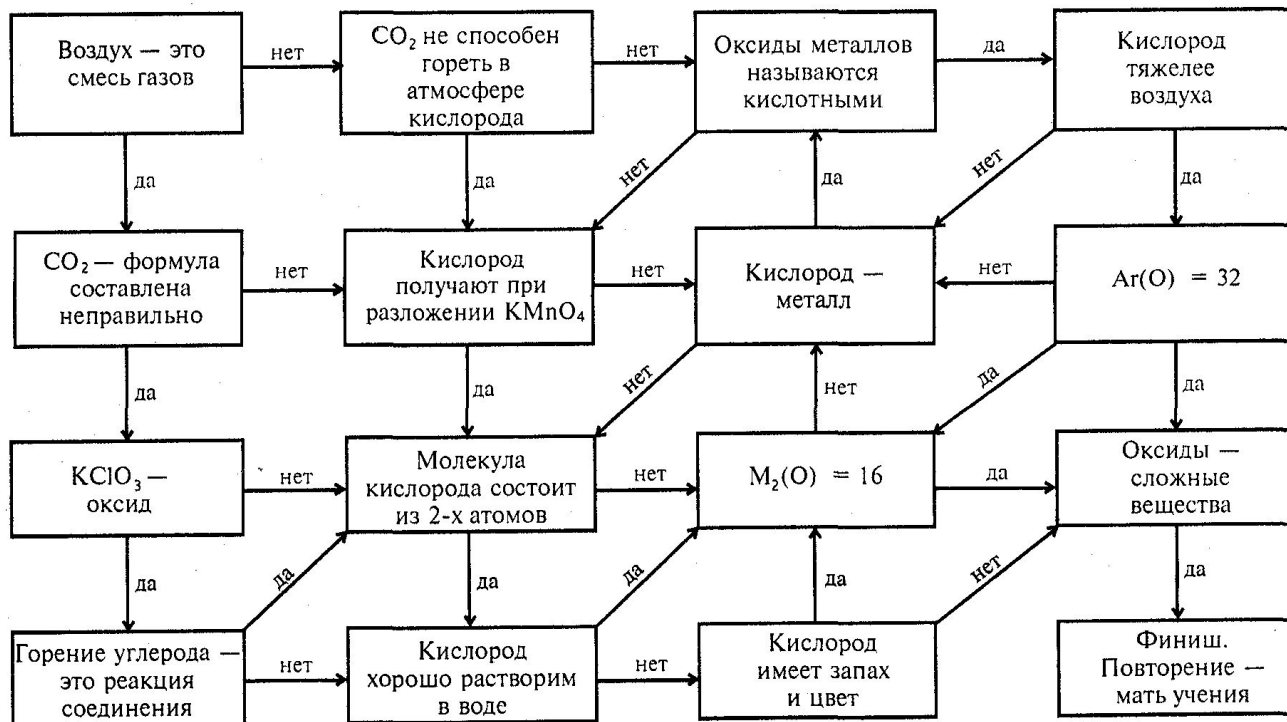 Воздух — это
смесь газов
нет
CO₂ не способен
гореть в
атмосфере
кислорода
нет
Оксиды металлов
называются
кислотными
да
Кислород
тяжелее
воздуха
да
да
нет
да
нет
да
CO₂ — формула
составлена
неправильно
нет
Кислород
получают при
разложении KMnO₄
нет
Кислород —
металл
нет
Ar(O) = 32
да
да
нет
нет
да
да
KClO₃ —
оксид
нет
Молекула
кислорода состоит
из 2-х атомов
нет
M₂(O) = 16
да
Оксиды —
сложные
вещества
да
да
да
да
да
нет
да
Горение углерода —
это реакция
соединения
нет
Кислород
хорошо растворим
в воде
нет
Кислород
имеет запах
и цвет
Финиш.
Повторение —
мать учения